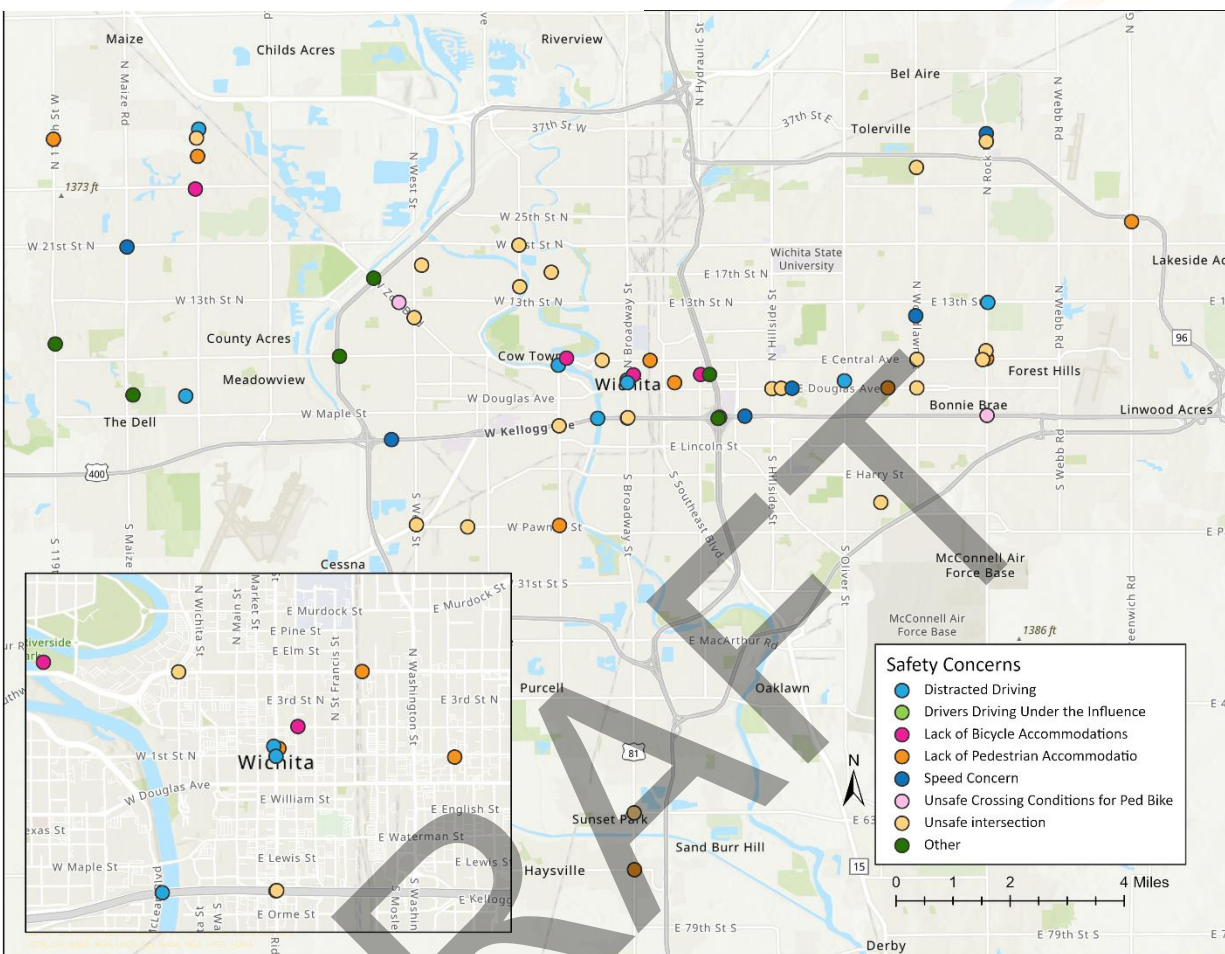 Maize
Childs Acres
Riverview
N Hydraulic St
Bel Aire
N Maize Rd
37th St W
37th St E
Tolerville
N Webb Rd
N Rock
N West St
1373 ft
W 25th St N
W 21st St N
Wichita State
University
E 17th St N
Lakeside Ac
W 13th St N
W 13th St N
E 13th St N
E 13th St
N Broadway St
N Hillside St
N Webb Rd
96
County Acres
Cow Town
E Central Ave
Meadowview
Wichita
E Douglas Ave
Forest Hills
W Douglas Ave
Bonnie Brae
Linwood Acres
The Dell
W Maple St
W Kellogg
E Lincoln St
400
E Harry St
S Webb Rd
S Broadway St
S Southeast Blvd
S Hillside St
S Maize
W Pawn
St
S Oliver St
Cessna
31st St S
McConnell Air
Force Base
McConnell Air
Force Base
1386 ft
E MacArthur Rd
Purcell
Oaklawn
81
N
Sunset Park
E 63
Sand Burr Hill
Haysville
15
E 79th St S
E 79th St S
Derby
DRAFT
N Wichita St
N Main St
Market St
E Murdock St
E Murdock St
E Pine St
E Elm St
N St Francis St
N Washington St
E 3rd St N
E 3rd St N
W 1st St N
Wichita
W Douglas Ave
E William St
E English St
E Waterman St
W Maple St
E Lewis St
E Lewis S
E Kellogg
E Orme St
Safety Concerns
Distracted Driving
Drivers Driving Under the Influence
Lack of Bicycle Accommodations
Lack of Pedestrian Accommodatio
Speed Concern
Unsafe Crossing Conditions for Ped Bike
Unsafe intersection
Other
0 1 2 4 Miles